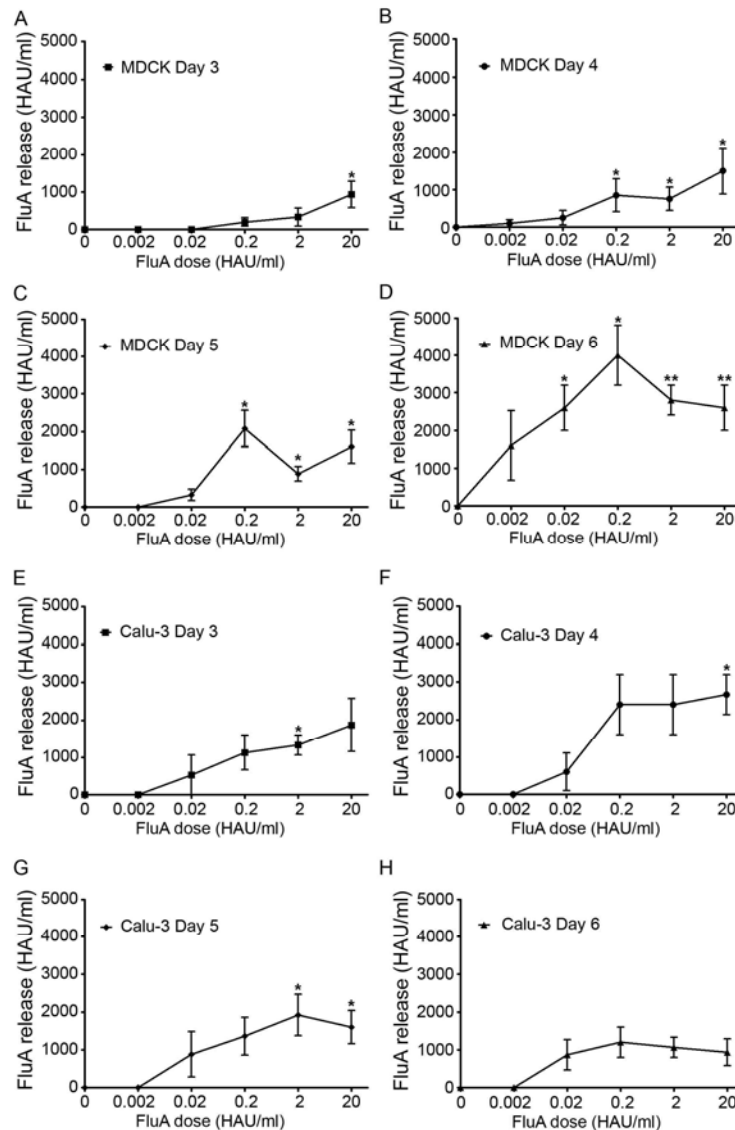 A
FluA release (HAU/ml)
5000
4000
3000
2000
1000
0
MDCK Day 3
*
0 0.002 0.02 0.2 2 20
FluA dose (HAU/ml)
B
FluA release (HAU/ml)
5000
4000
3000
2000
1000
0
MDCK Day 4
* * *
0 0.002 0.02 0.2 2 20
FluA dose (HAU/ml)
C
FluA release (HAU/ml)
5000
4000
3000
2000
1000
0
MDCK Day 5
* * *
0 0.002 0.02 0.2 2 20
FluA dose (HAU/ml)
D
FluA release (HAU/ml)
5000
4000
3000
2000
1000
0
MDCK Day 6
* * ** **
0 0.002 0.02 0.2 2 20
FluA dose (HAU/ml)
E
FluA release (HAU/ml)
5000
4000
3000
2000
1000
0
Calu-3 Day 3
*
0 0.002 0.02 0.2 2 20
FluA dose (HAU/ml)
F
FluA release (HAU/ml)
5000
4000
3000
2000
1000
0
Calu-3 Day 4
*
0 0.002 0.02 0.2 2 20
FluA dose (HAU/ml)
G
FluA release (HAU/ml)
5000
4000
3000
2000
1000
0
Calu-3 Day 5
* *
0 0.002 0.02 0.2 2 20
FluA dose (HAU/ml)
H
FluA release (HAU/ml)
5000
4000
3000
2000
1000
0
Calu-3 Day 6
0 0.002 0.02 0.2 2 20
FluA dose (HAU/ml)